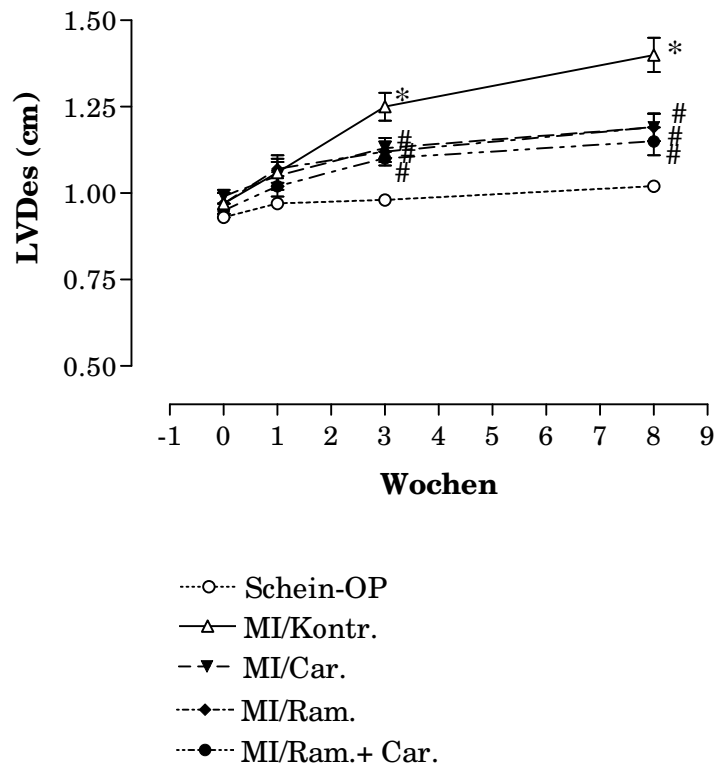 1.50
1.25
1.00
0.75
0.50
LVDes (cm)
*
*
#
#
#
#
#
#
-1 0 1 2 3 4 5 6 7 8 9
Wochen
Schein-OP
MI/Kontr.
MI/Car.
MI/Ram.
MI/Ram.+ Car.